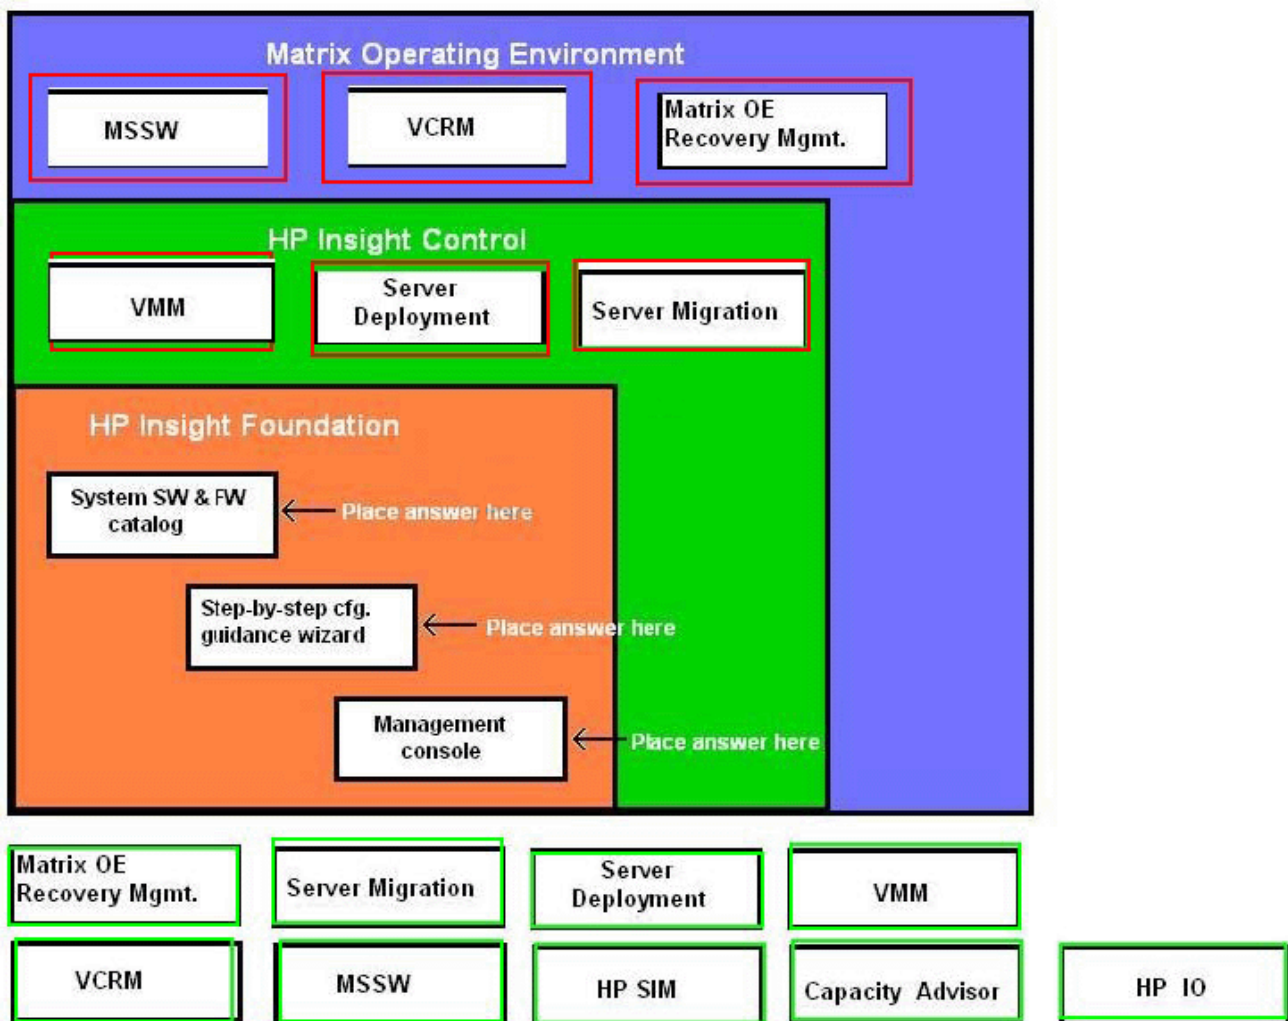 Matrix Operating Environment
MSSW
VCRM
Matrix OE
Recovery Mgmt.
HP Insight Control
VMM
Server
Deployment
Server Migration
HP Insight Foundation
System SW & FW
catalog
Place answer here
Step-by-step cfg.
guidance wizard
Place answer here
Management
console
Place answer here
Matrix OE
Recovery Mgmt.
Server Migration
Server
Deployment
VMM
VCRM
MSSW
HP SIM
Capacity Advisor
HP IO